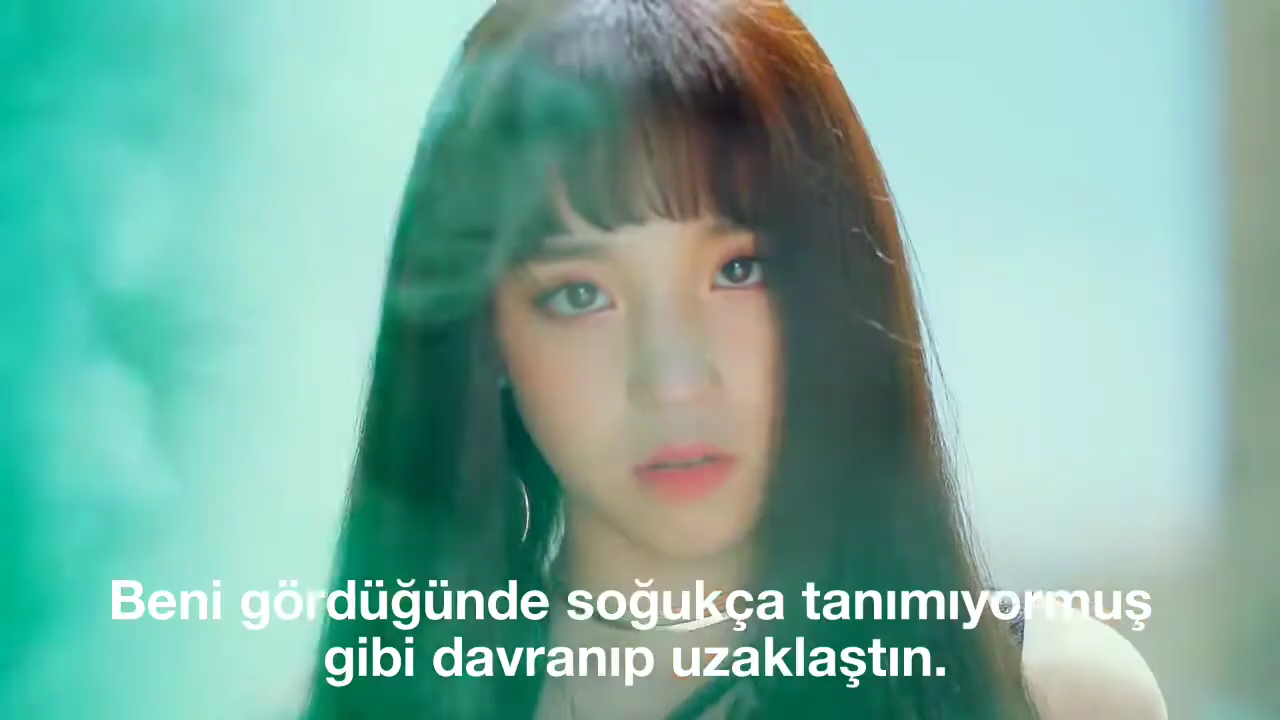 Beni gördüğünde soğukça tanımıyormuş
gibi davranıp uzaklaştın.